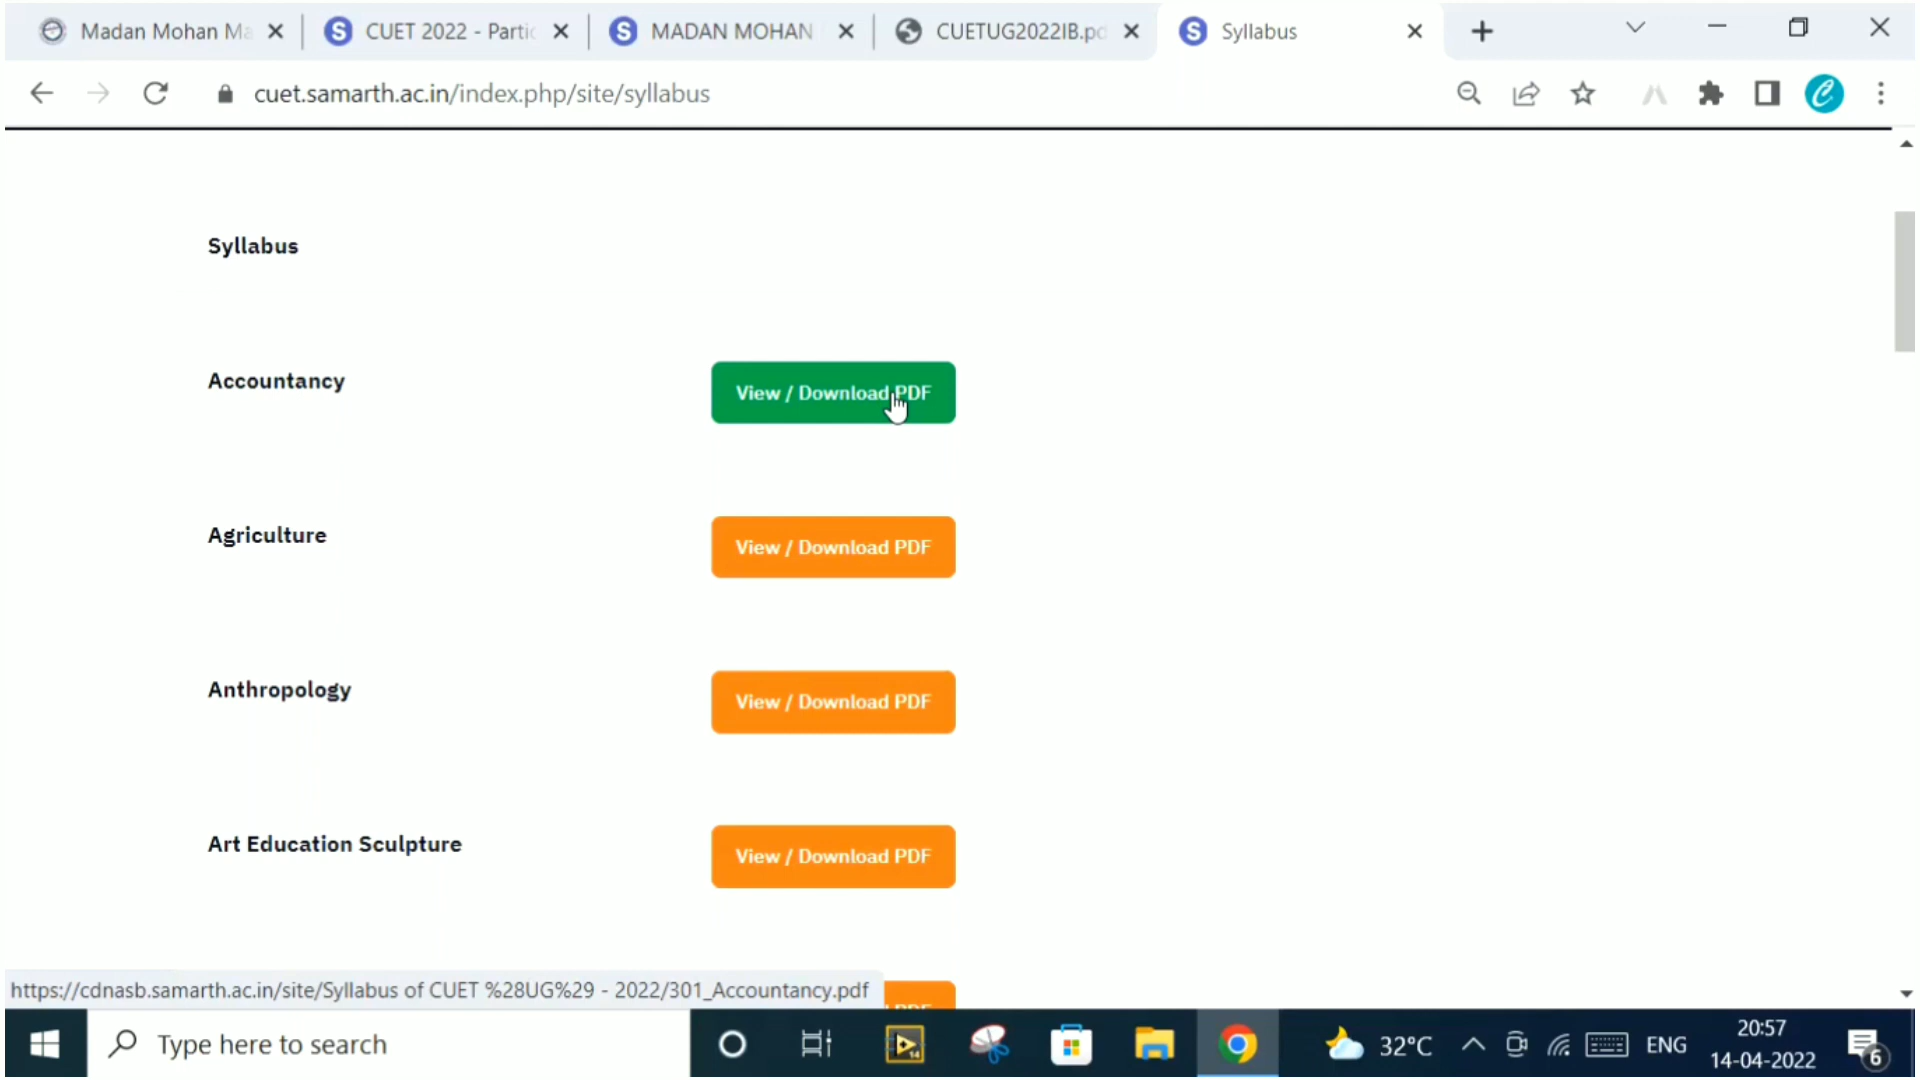 Madan Mohan Ma
CUET 2022 - Partic
MADAN MOHAN
CUETUG2022IB.pd
Syllabus
cuet.samarth.ac.in/index.php/site/syllabus
Syllabus
Accountancy
View / Download PDF
Agriculture
View / Download PDF
Anthropology
View / Download PDF
Art Education Sculpture
View / Download PDF
https://cdnasb.samarth.ac.in/site/Syllabus of CUET %28UG%29 - 2022/301_Accountancy.pdf
Type here to search
32°C
ENG
20:57
14-04-2022
6